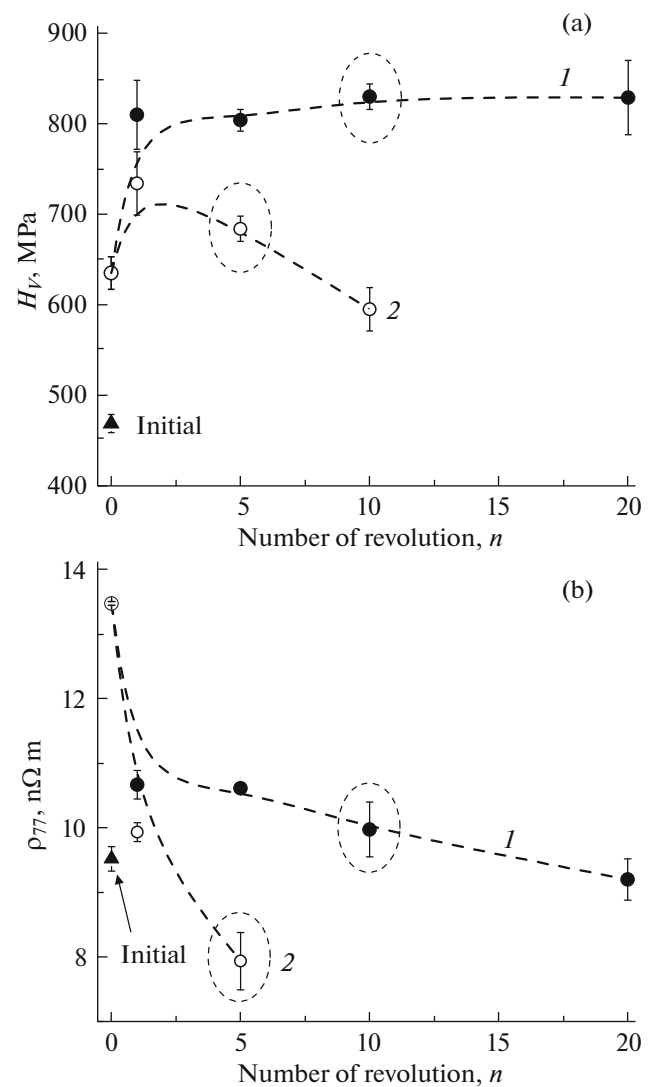 900
(a)
1
800
700
H_V, MPa
600
2
500
Initial
400
0 5 10 15 20
Number of revolution, n
14
(b)
12
ρ77, nΩ m
10
1
Initial
2
8
0 5 10 15 20
Number of revolution, n